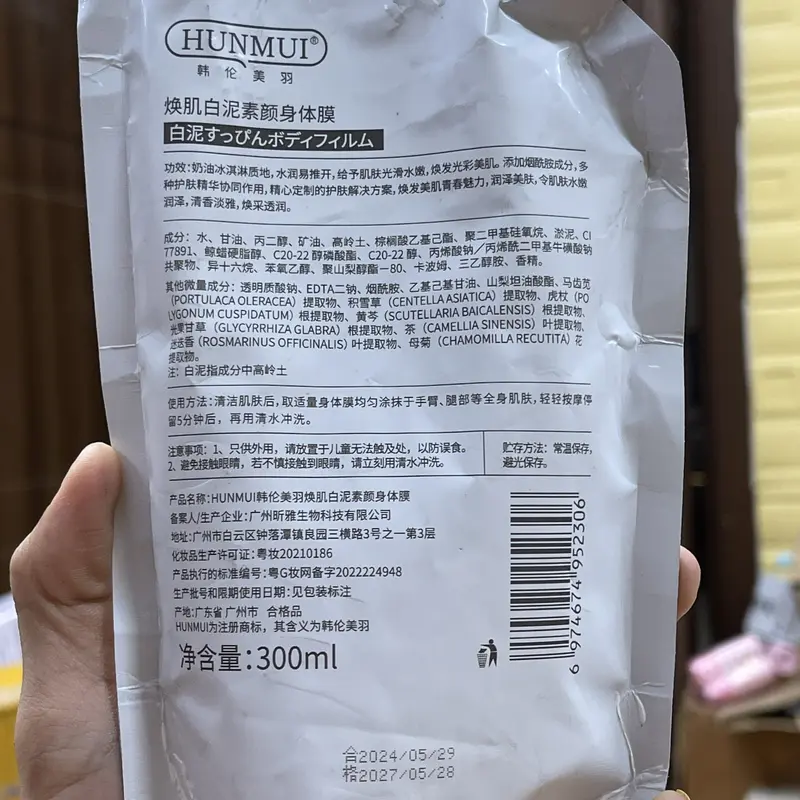 HUNMUI®
韩伦美羽
焕肌白泥素颜身体膜
白泥すっぴんボディフィルム
功效：奶油冰淇淋质地，水润易推开，给予肌肤光滑水嫩，焕发光彩美肌。添加烟酰胺成分，多
种护肤精华协同作用，精心定制的护肤解决方案，焕发美肌青春魅力，润泽美肤，令肌肤水嫩
润泽，清香淡雅，焕采透润。
成分：水、甘油、丙二醇、矿油、高岭土、棕榈酸乙基己酯、聚二甲基硅氧烷、淤泥、CI
77891、鲸蜡硬脂醇、C20-22 醇磷酸酯、C20-22 醇、丙烯酸钠／丙烯酰二甲基牛磺酸钠
共聚物、异十六烷、苯氧乙醇、聚山梨醇酯－80、卡波姆、三乙醇胺、香精。
其他微量成分：透明质酸钠、EDTA二钠、烟酰胺、乙基己基甘油、山梨坦油酸酯、马齿苋
（PORTULACA OLERACEA）提取物、积雪草（CENTELLA ASIATICA）提取物、虎杖（PO
LYGONUM CUSPIDATUM）根提取物、黄芩（SCUTELLARIA BAICALENSIS）根提取物、
光果甘草（GLYCYRRHIZA GLABRA）根提取物、茶（CAMELLIA SINENSIS）叶提取物、
迷迭香（ROSMARINUS OFFICINALIS）叶提取物、母菊（CHAMOMILLA RECUTITA）花
提取物。
注：白泥指成分中高岭土
使用方法：清洁肌肤后，取适量身体膜均匀涂抹于手臂、腿部等全身肌肤，轻轻按摩停
留5分钟后，再用清水冲洗。
注意事项：1、只供外用，请放置于儿童无法触及处，以防误食。
2、避免接触眼睛，若不慎接触到眼睛，请立刻用清水冲洗。
贮存方法：常温保存，
避光保存。
产品名称：HUNMUI韩伦美羽焕肌白泥素颜身体膜
备案人/生产企业：广州昕雅生物科技有限公司
地址：广州市白云区钟落潭镇良园三横路3号之一第3层
化妆品生产许可证：粤妆20210186
产品执行的标准编号：粤G妆网备字2022224948
生产批号和限期使用日期：见包装标注
产地：广东省 广州市 合格品
HUNMUI为注册商标，其含义为韩伦美羽
净含量：300ml
6 974674 952306
合2024/05/29
格2027/05/28